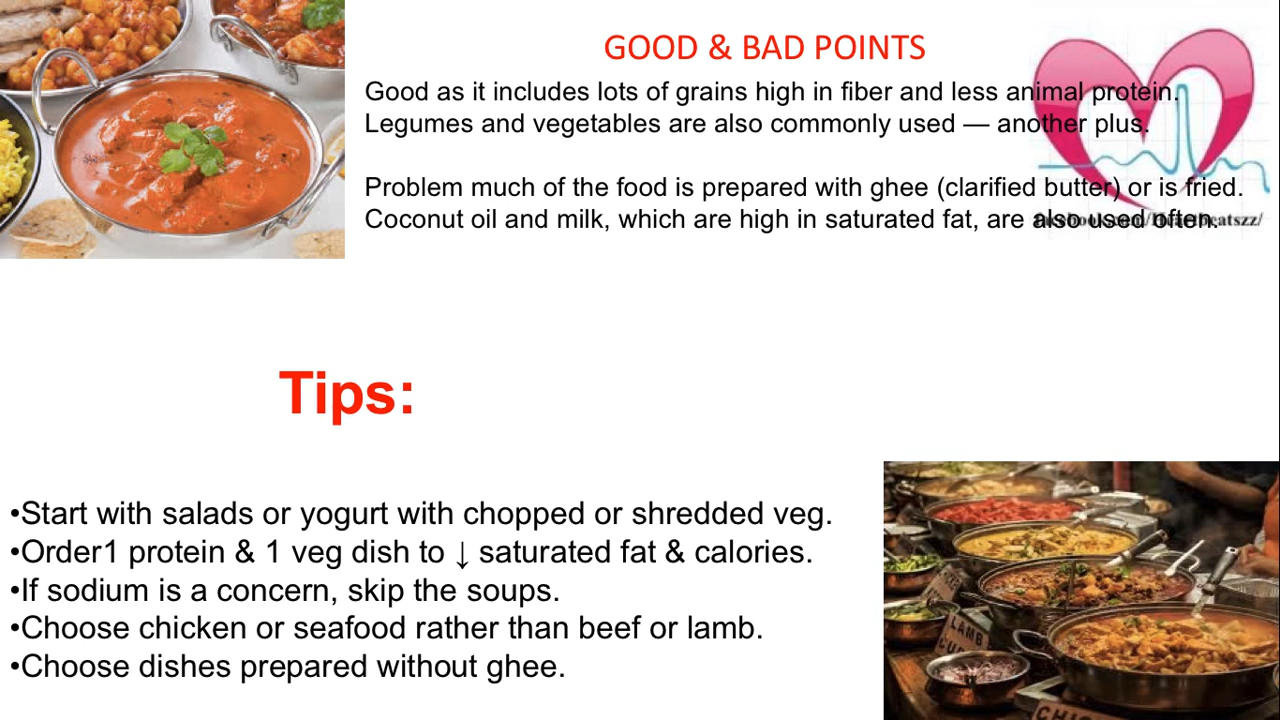 GOOD & BAD POINTS
Good as it includes lots of grains high in fiber and less animal protein.
Legumes and vegetables are also commonly used — another plus.
Problem much of the food is prepared with ghee (clarified butter) or is fried.
Coconut oil and milk, which are high in saturated fat, are also used often.
Tips:
•Start with salads or yogurt with chopped or shredded veg.
•Order1 protein & 1 veg dish to ↓ saturated fat & calories.
•If sodium is a concern, skip the soups.
•Choose chicken or seafood rather than beef or lamb.
•Choose dishes prepared without ghee.
LAMB